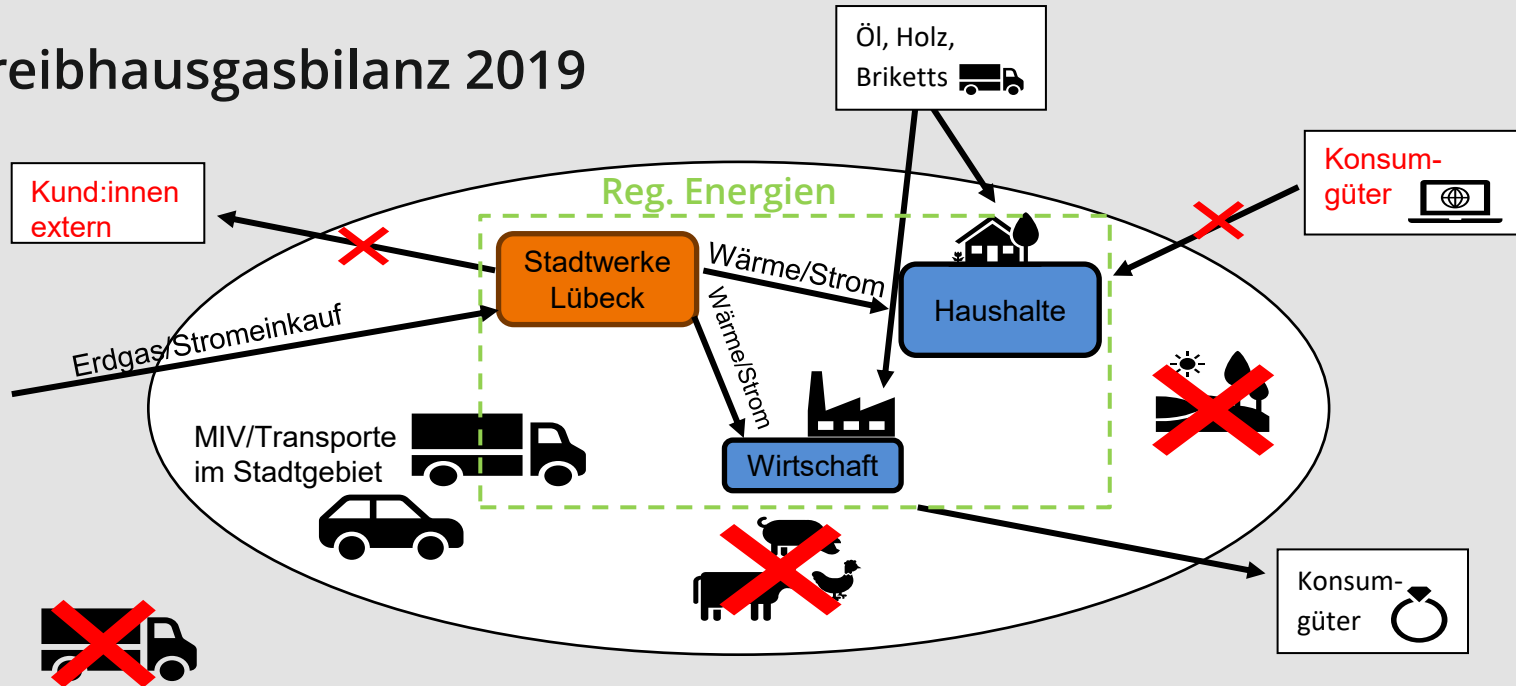 reibhausgasbilanz 2019
Öl, Holz,
Briketts
Kund:innen
extern
Konsum-
güter
Reg. Energien
Stadtwerke
Lübeck
Wärme/Strom
Haushalte
Erdgas/Stromeinkauf
Wärme/Strom
MIV/Transporte
im Stadtgebiet
Wirtschaft
Konsum-
güter